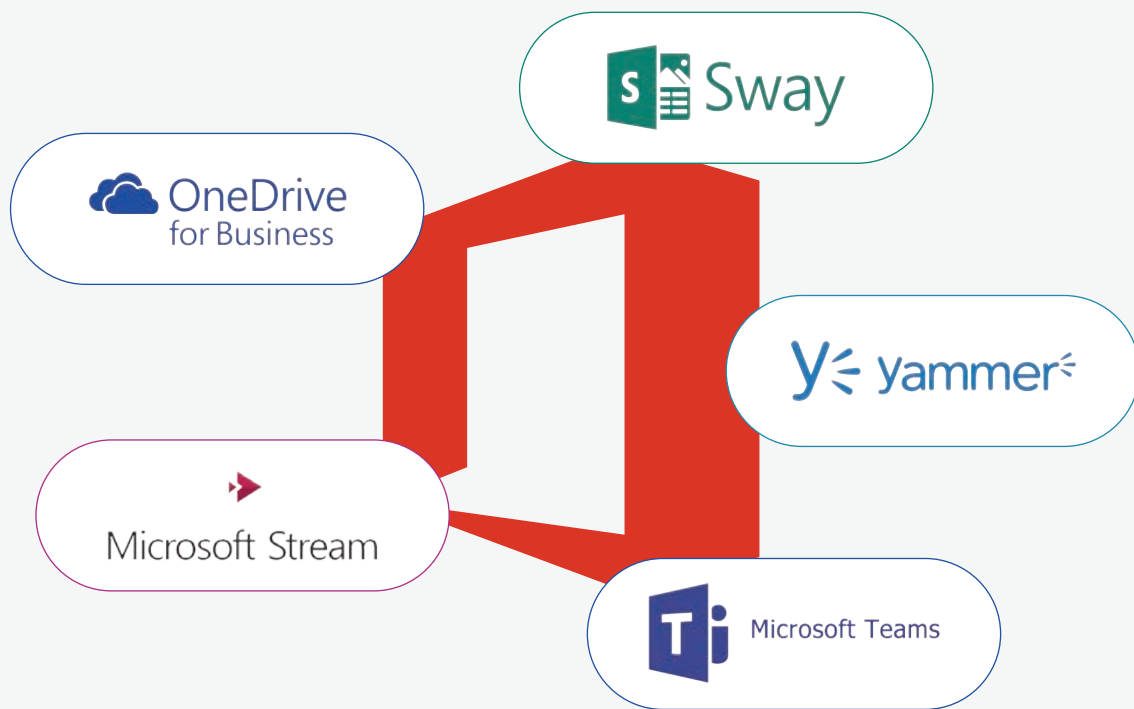 S Sway
OneDrive
for Business
y yammer
Microsoft Stream
T Microsoft Teams